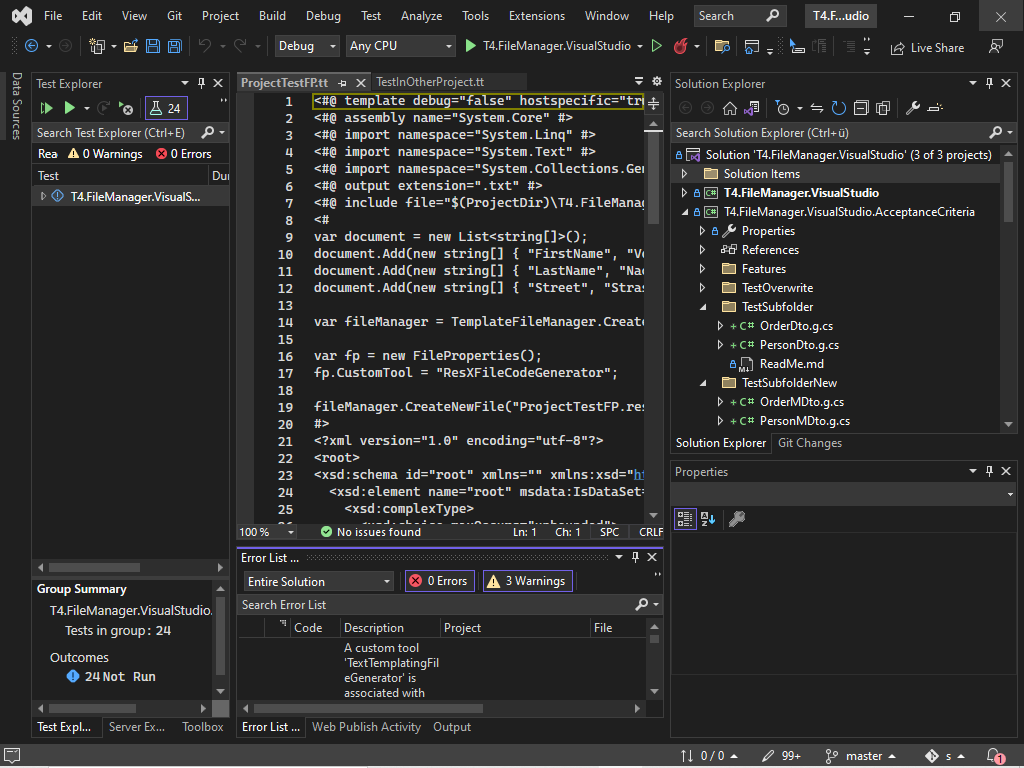 File Edit View Git Project Build Debug Test Analyze Tools Extensions Window Help Search T4.F...udio
Debug Any CPU T4.FileManager.VisualStudio Live Share
Data Sources
Test Explorer
24
Search Test Explorer (Ctrl+E)
Rea 0 Warnings 0 Errors
Test Du
T4.FileManager.VisualS...
Group Summary
T4.FileManager.VisualStudio.
Tests in group: 24
Outcomes
24 Not Run
Test Expl... Server Ex... Toolbox
ProjectTestFP.tt TestInOtherProject.tt
1 <#@ template debug="false" hostspecific="tr
2 <#@ assembly name="System.Core" #>
3 <#@ import namespace="System.Linq" #>
4 <#@ import namespace="System.Text" #>
5 <#@ import namespace="System.Collections.Ge
6 <#@ output extension=".txt" #>
7 <#@ include file="$(ProjectDir)\T4.FileMana
8 <#
9 var document = new List<string[]>();
10 document.Add(new string[] { "FirstName", "Vo
11 document.Add(new string[] { "LastName", "Na
12 document.Add(new string[] { "Street", "Stras
13
14 var fileManager = TemplateFileManager.Create
15
16 var fp = new FileProperties();
17 fp.CustomTool = "ResXFileCodeGenerator";
18
19 fileManager.CreateNewFile("ProjectTestFP.res
20 #>
21 <?xml version="1.0" encoding="utf-8"?>
22 <root>
23 <xsd:schema id="root" xmlns="" xmlns:xsd="ht
24 <xsd:element name="root" msdata:IsDataSet=
25 <xsd:complexType>
100 % No issues found Ln: 1 Ch: 1 SPC CRLF
Error List ...
Entire Solution 0 Errors 3 Warnings
Search Error List
Code Description Project File
A custom tool
'TextTemplatingFil
eGenerator' is
associated with
Error List ... Web Publish Activity Output
Solution Explorer
Search Solution Explorer (Ctrl+ü)
Solution 'T4.FileManager.VisualStudio' (3 of 3 projects)
Solution Items
T4.FileManager.VisualStudio
T4.FileManager.VisualStudio.AcceptanceCriteria
Properties
References
Features
TestOverwrite
TestSubfolder
C# OrderDto.g.cs
C# PersonDto.g.cs
ReadMe.md
TestSubfolderNew
C# OrderMDto.g.cs
C# PersonMDto.g.cs
Solution Explorer Git Changes
Properties
0 / 0 99+ master s 1